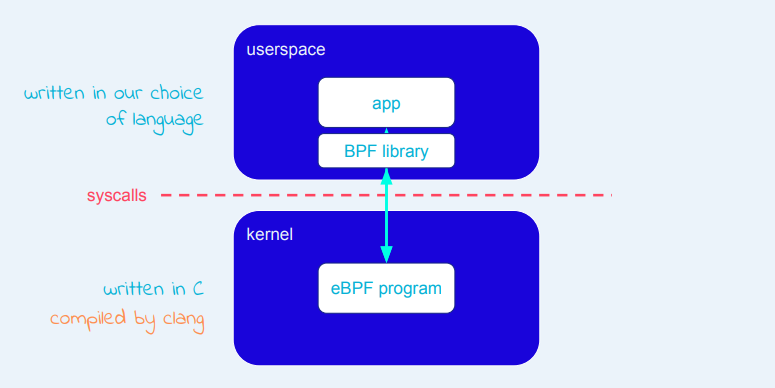 userspace
written in our choice
of language
app
BPF library
syscalls
kernel
written in C
compiled by clang
eBPF program